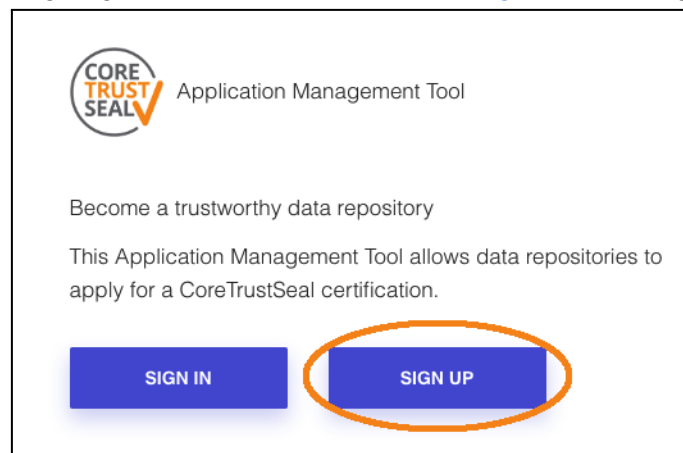 CORE
TRUST
SEAL
Application Management Tool
Become a trustworthy data repository
This Application Management Tool allows data repositories to
apply for a CoreTrustSeal certification.
SIGN IN
SIGN UP